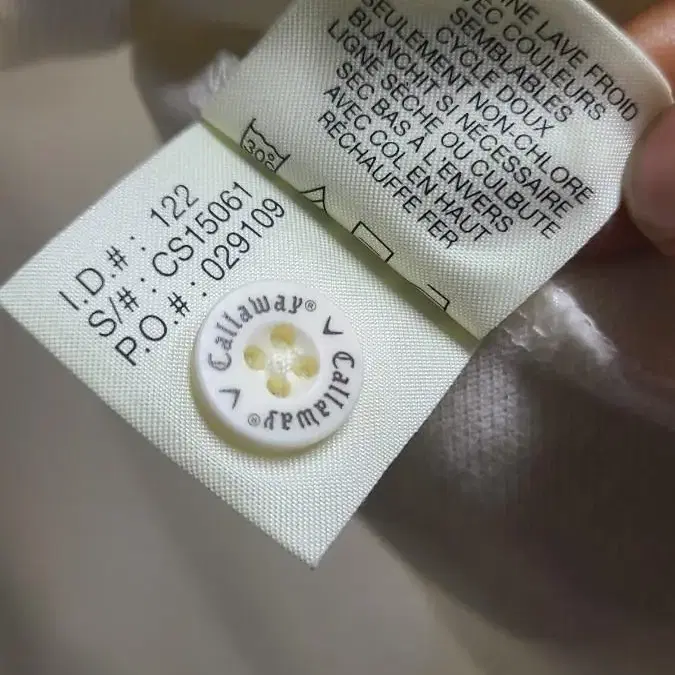 NE LAVE FROID
EC COULEURS
SEMBLABLES
CYCLE DOUX
SEULEMENT NON-CHLORE
BLANCHIT SI NÉCESSAIRE
LIGNE SÈCHE OU CULBUTE
SEC BAS À L'ENVERS
AVEC COL EN HAUT
RÉCHAUFFE FER
30°
I.D.# : 122
S/# : CS15061
P.O.# : 029109
Callaway®
Callaway®